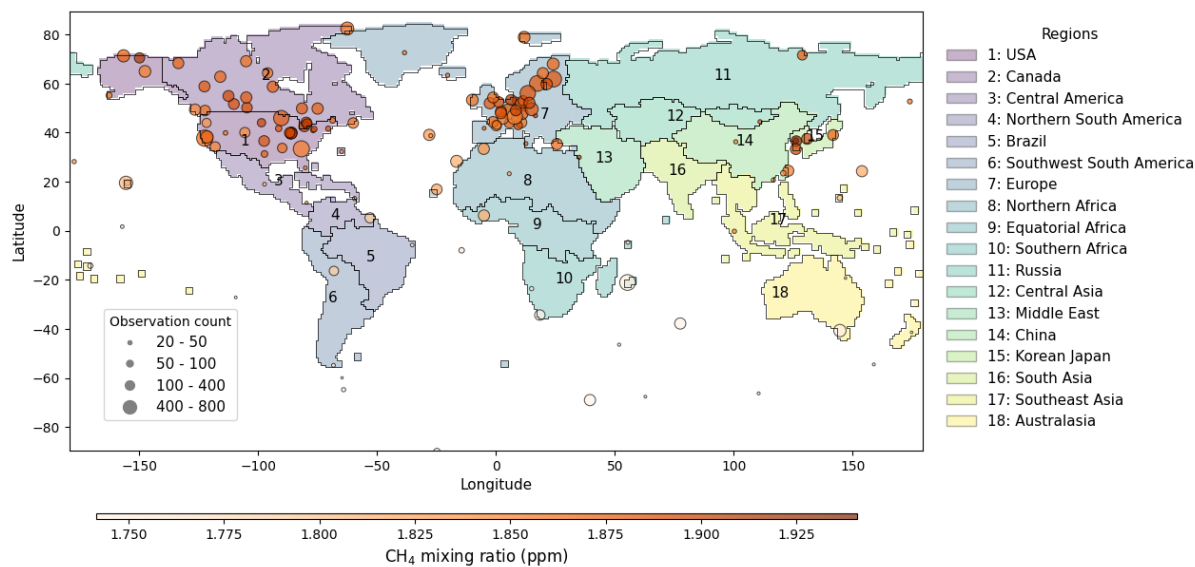 Regions
1: USA
2: Canada
3: Central America
4: Northern South America
5: Brazil
6: Southwest South America
7: Europe
8: Northern Africa
9: Equatorial Africa
10: Southern Africa
11: Russia
12: Central Asia
13: Middle East
14: China
15: Korean Japan
16: South Asia
17: Southeast Asia
18: Australasia
Latitude
80
60
40
20
0
−20
−40
−60
−80
2
11
12
7
1
14
15
13
16
3
8
4
17
9
5
10
6
18
Observation count
20 - 50
50 - 100
100 - 400
400 - 800
−150
−100
−50
0
50
100
150
Longitude
1.750
1.775
1.800
1.825
1.850
1.875
1.900
1.925
CH₄ mixing ratio (ppm)